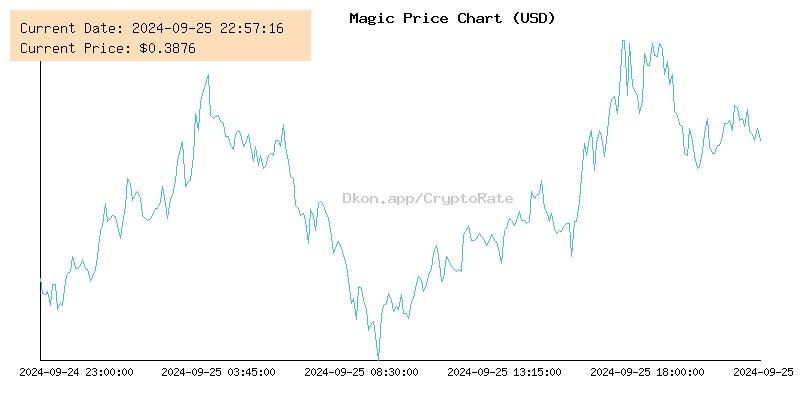 Magic Price Chart (USD)
Current Date: 2024-09-25 22:57:16
Current Price: $0.3876
Dkon.app/CryptoRate
2024-09-24 23:00:00 2024-09-25 03:45:00 2024-09-25 08:30:00 2024-09-25 13:15:00 2024-09-25 18:00:00 2024-09-25